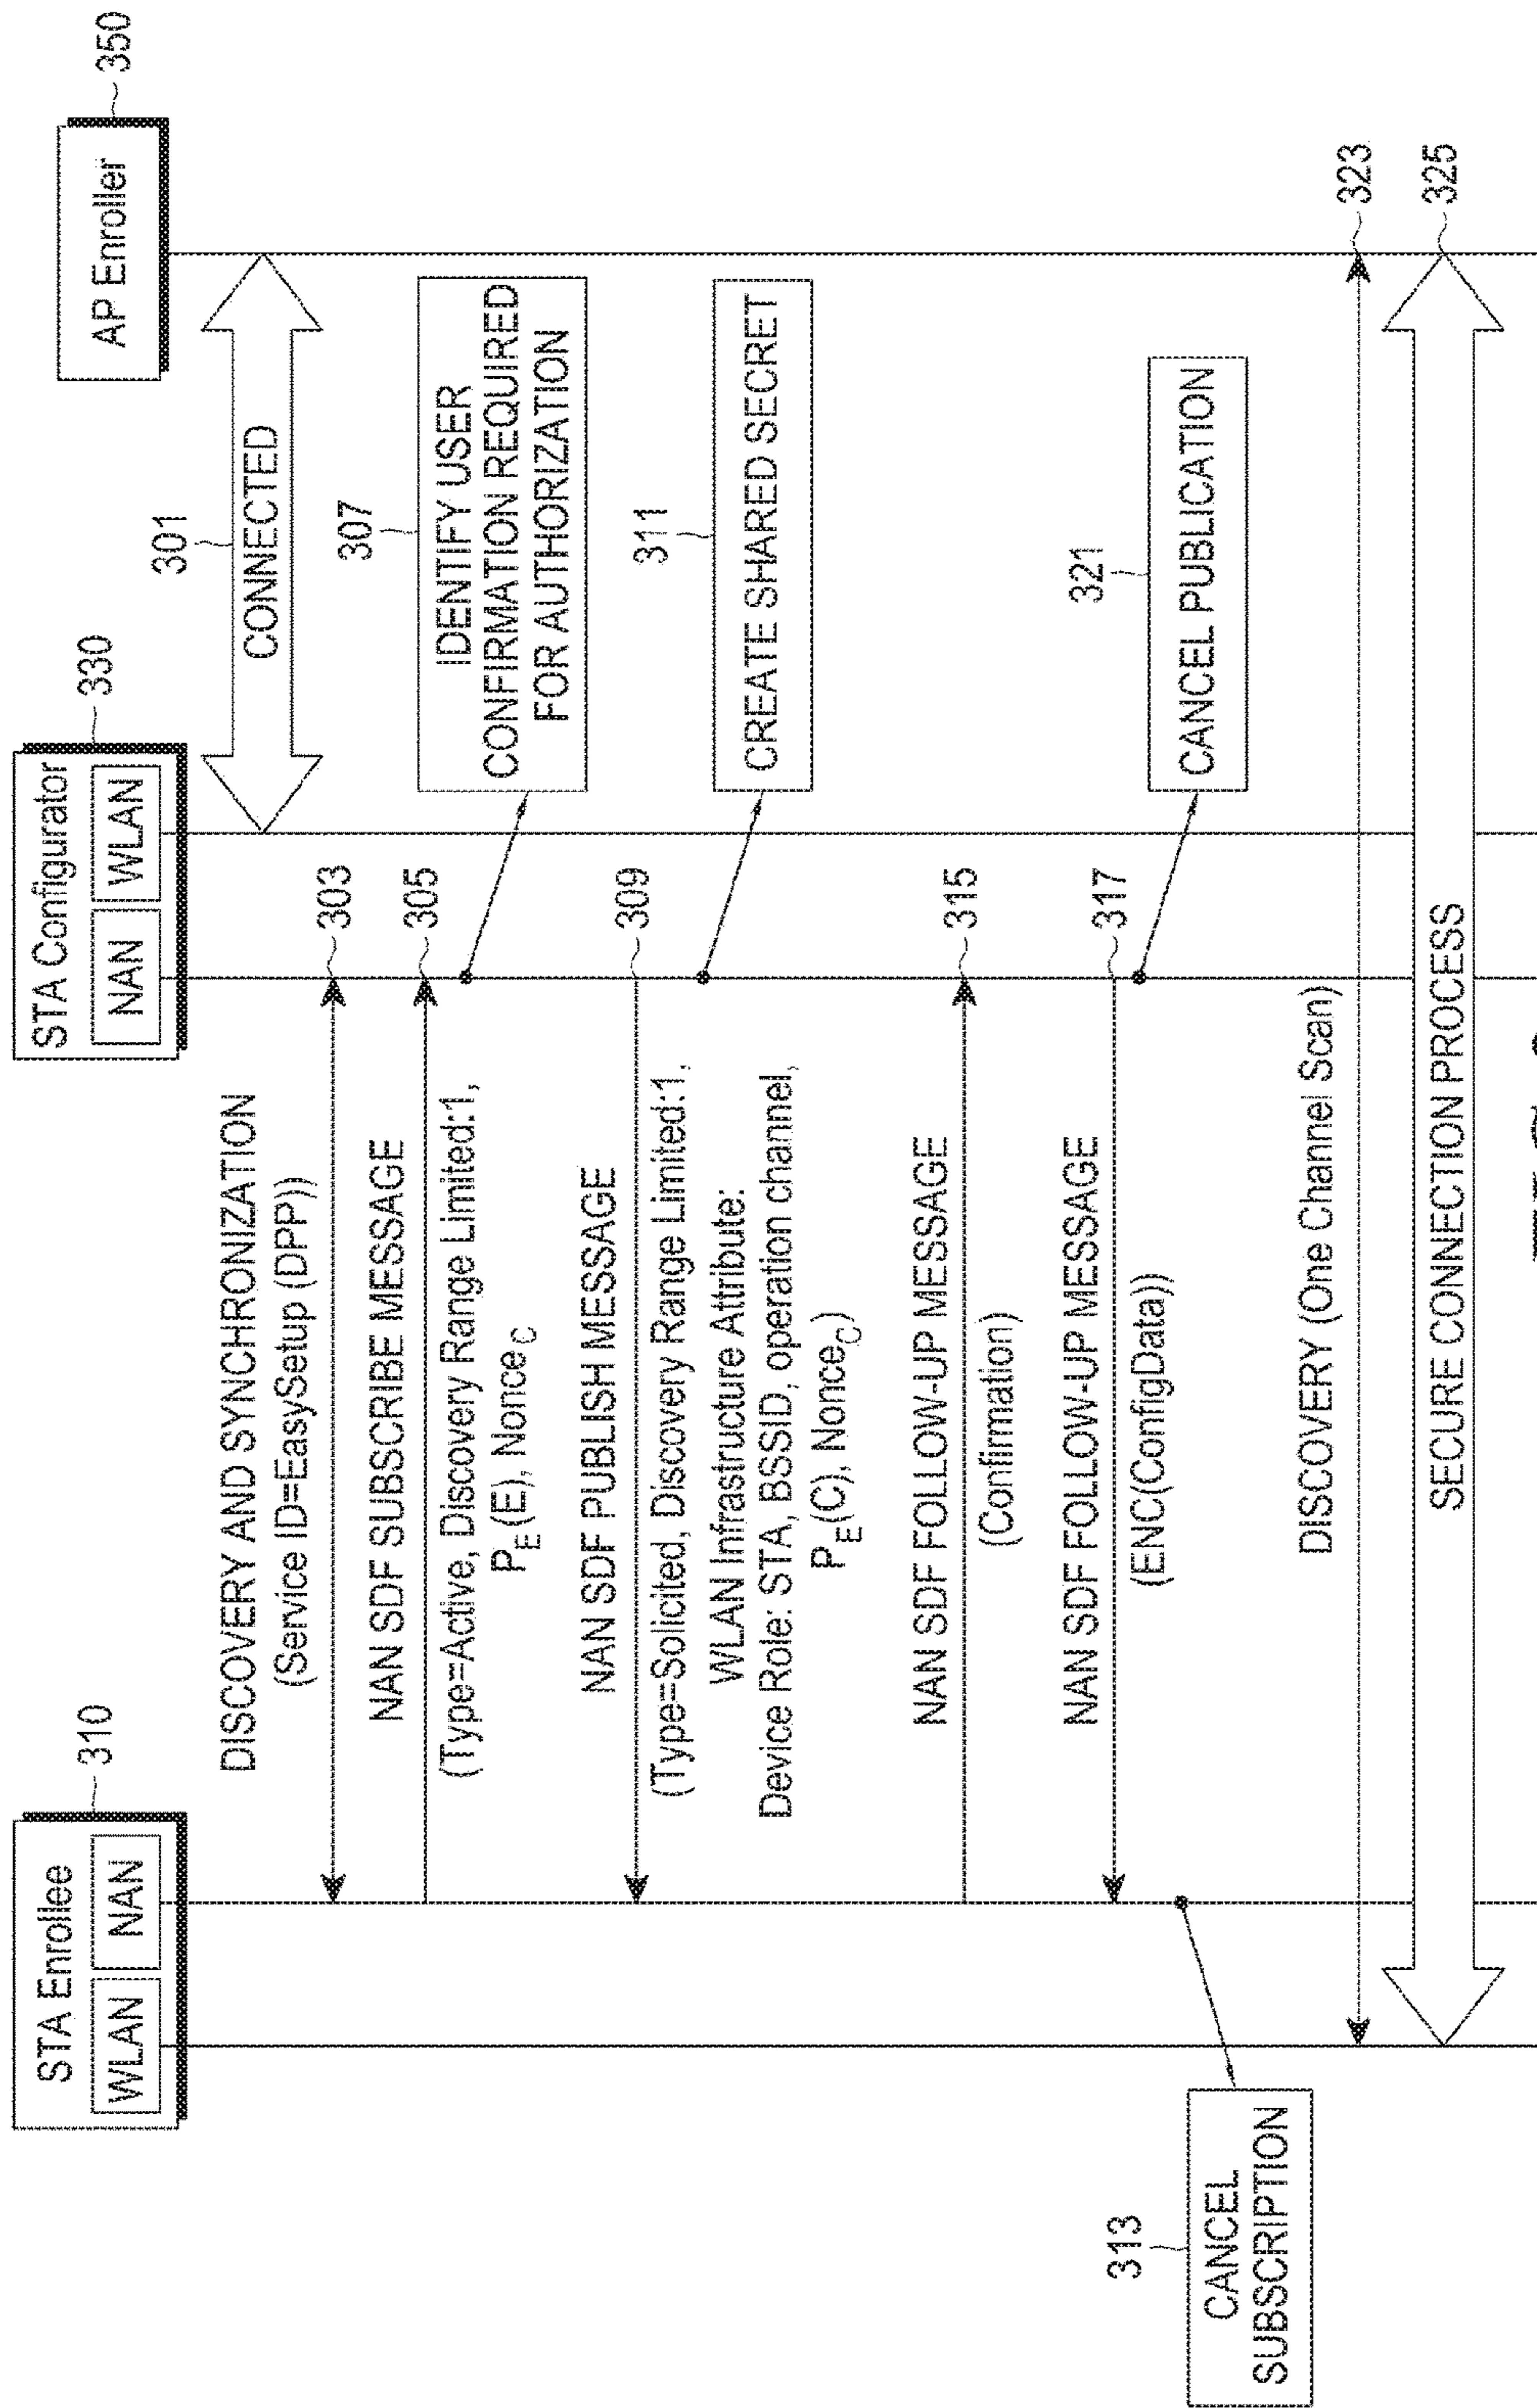 STA Enrollee
WLAN
NAN
310
STA Configurator
NAN
WLAN
330
AP Enroller
350
301
CONNECTED
DISCOVERY AND SYNCHRONIZATION
(Service ID=EasySetup (DPP))
303
NAN SDF SUBSCRIBE MESSAGE
305
(Type=Active, Discovery Range Limited:1,
P_E(E), Nonce_C
307
IDENTIFY USER
CONFIRMATION REQUIRED
FOR AUTHORIZATION
NAN SDF PUBLISH MESSAGE
309
(Type=Solicited, Discovery Range Limited:1,
WLAN Infrastructure Attribute:
Device Role: STA, BSSID, operation channel,
P_E(C), Nonce_C)
311
CREATE SHARED SECRET
NAN SDF FOLLOW-UP MESSAGE
315
(Confirmation)
NAN SDF FOLLOW-UP MESSAGE
317
(ENC(ConfigData))
313
CANCEL
SUBSCRIPTION
321
CANCEL PUBLICATION
DISCOVERY (One Channel Scan)
323
SECURE CONNECTION PROCESS
325